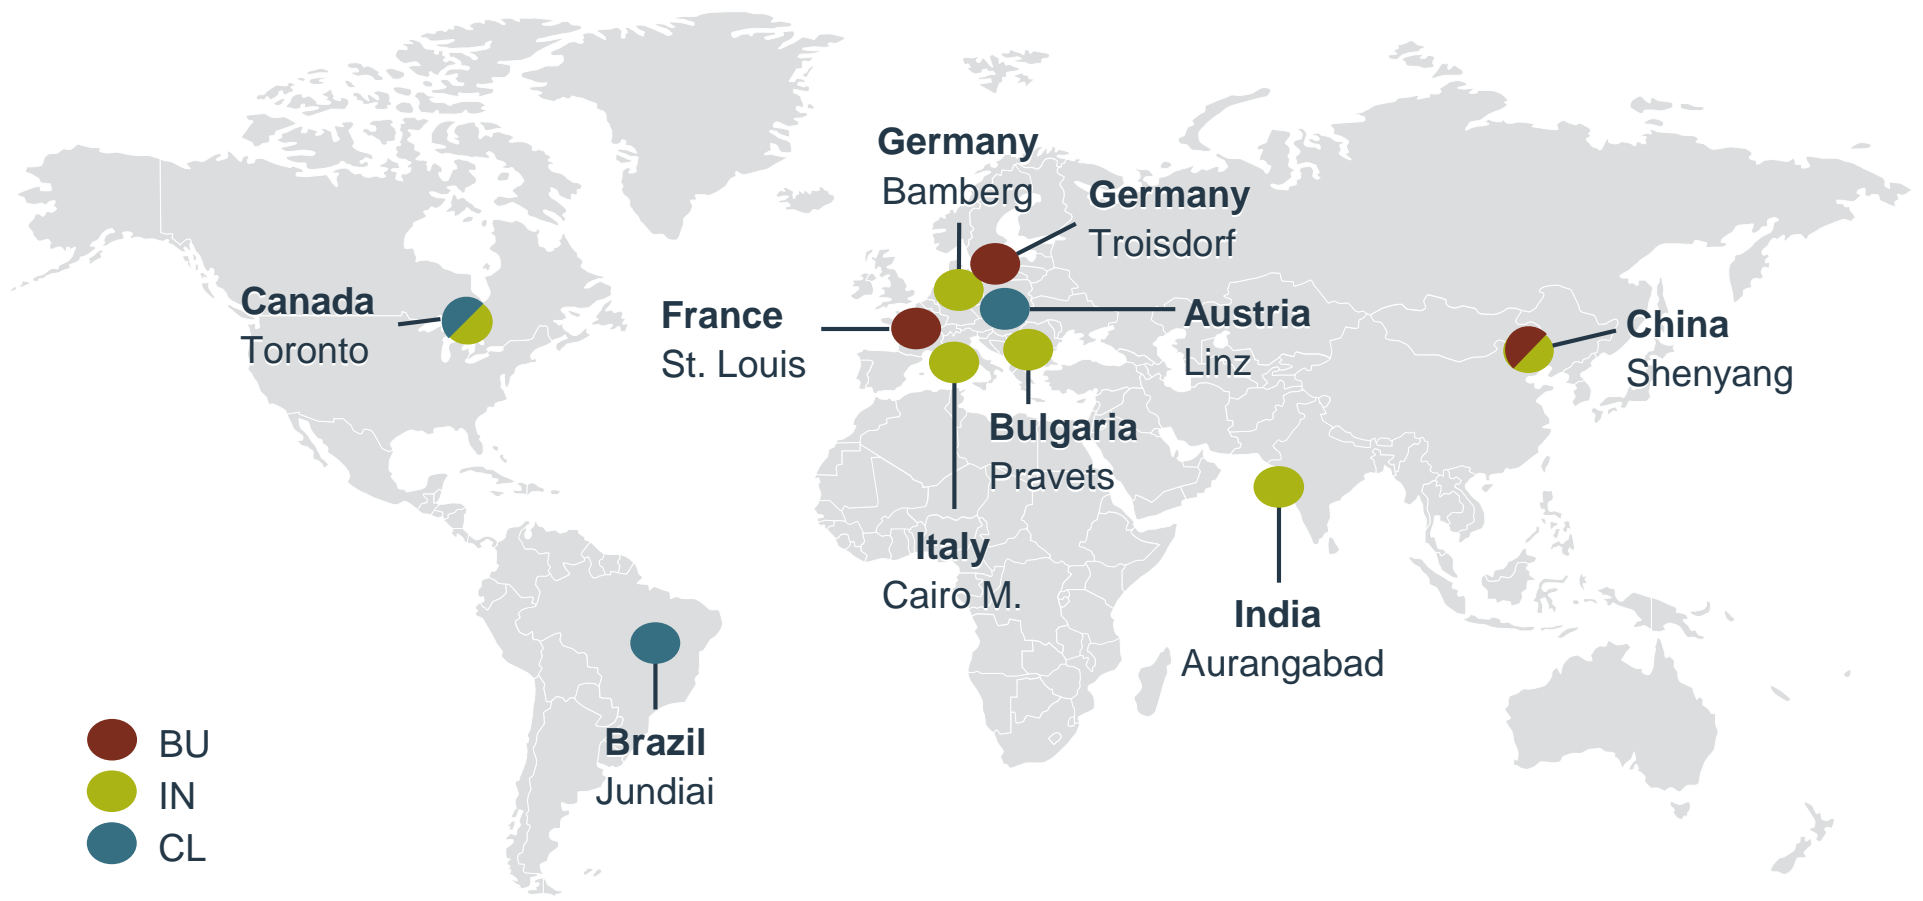 Germany
Bamberg
Germany
Troisdorf
Canada
Toronto
France
St. Louis
Austria
Linz
China
Shenyang
Bulgaria
Pravets
Italy
Cairo M.
India
Aurangabad
Brazil
Jundiai
BU
IN
CL